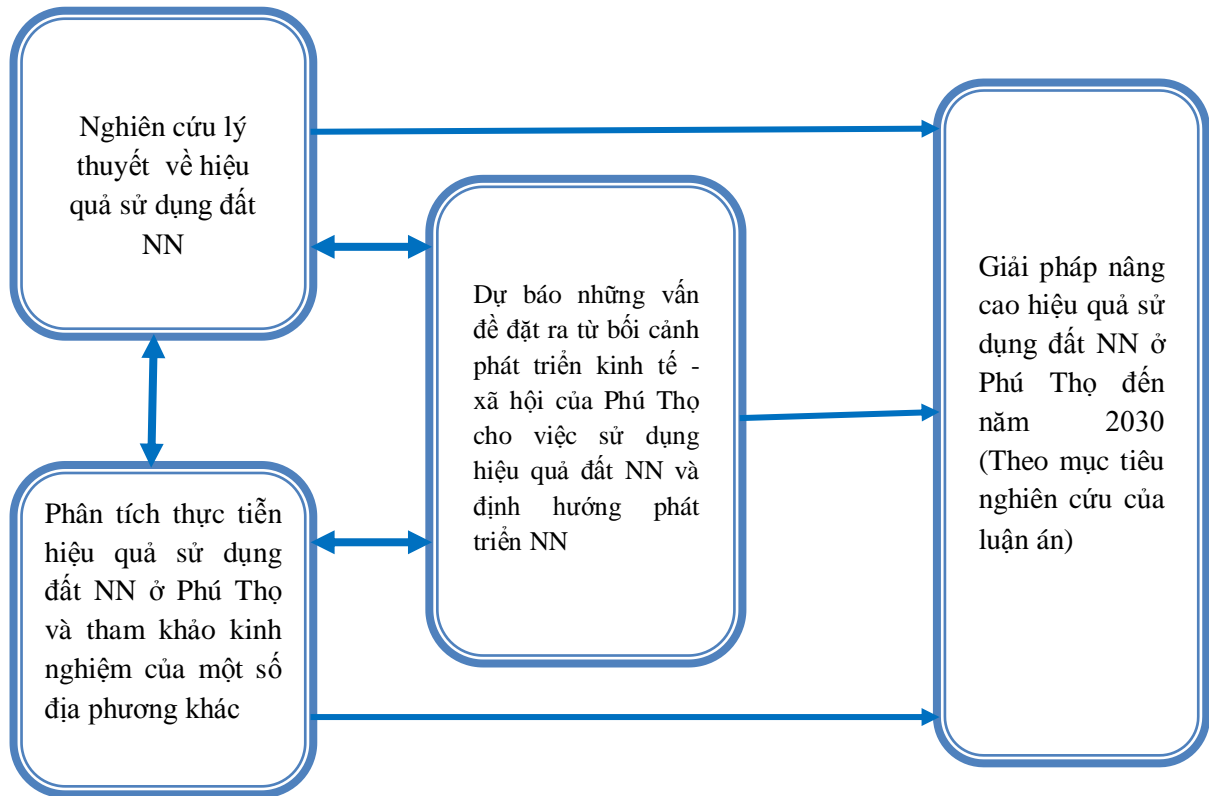 Nghiên cứu lý
thuyết về hiệu
quả sử dụng đất
NN
Phân tích thực tiễn
hiệu quả sử dụng
đất NN ở Phú Thọ
và tham khảo kinh
nghiệm của một số
địa phương khác
Dự báo những vấn
đề đặt ra từ bối cảnh
phát triển kinh tế -
xã hội của Phú Thọ
cho việc sử dụng
hiệu quả đất NN và
định hướng phát
triển NN
Giải pháp nâng
cao hiệu quả sử
dụng đất NN ở
Phú Thọ đến
năm 2030
(Theo mục tiêu
nghiên cứu của
luận án)